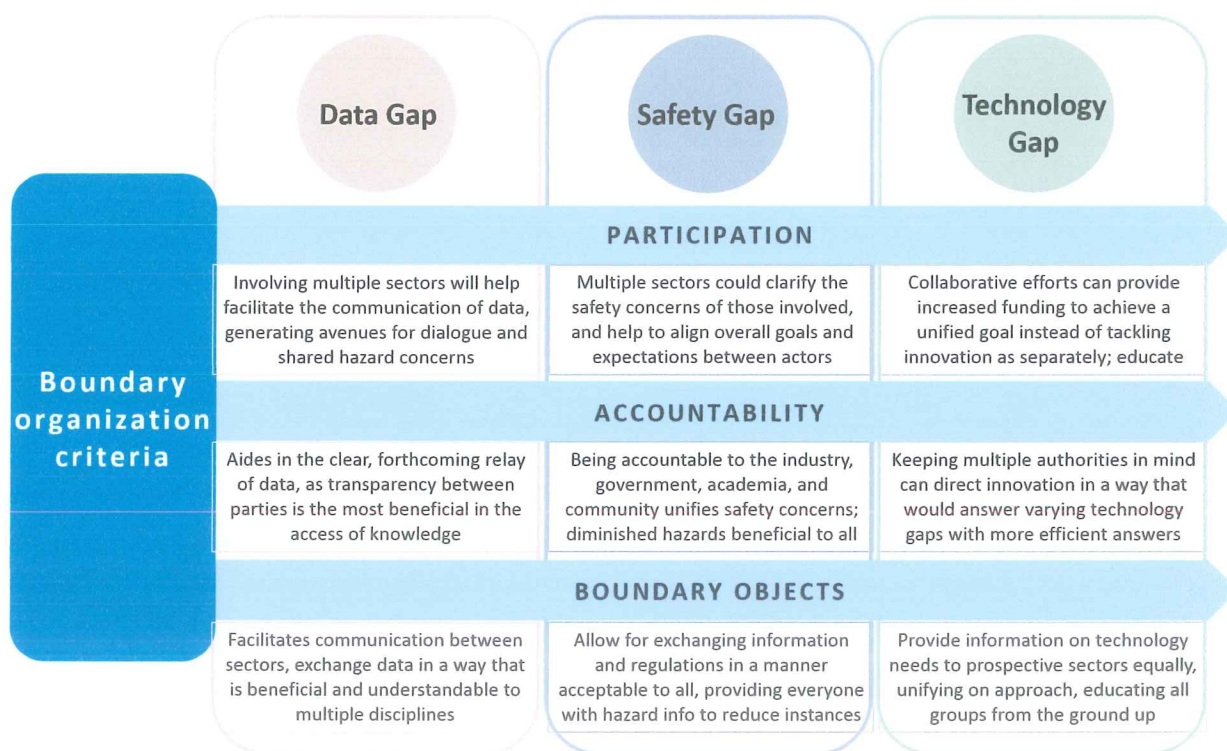 Data Gap
Safety Gap
Technology
Gap
Boundary
organization
criteria
PARTICIPATION
Involving multiple sectors will help
facilitate the communication of data,
generating avenues for dialogue and
shared hazard concerns
Multiple sectors could clarify the
safety concerns of those involved,
and help to align overall goals and
expectations between actors
Collaborative efforts can provide
increased funding to achieve a
unified goal instead of tackling
innovation as separately; educate
ACCOUNTABILITY
Aides in the clear, forthcoming relay
of data, as transparency between
parties is the most beneficial in the
access of knowledge
Being accountable to the industry,
government, academia, and
community unifies safety concerns;
diminished hazards beneficial to all
Keeping multiple authorities in mind
can direct innovation in a way that
would answer varying technology
gaps with more efficient answers
BOUNDARY OBJECTS
Facilitates communication between
sectors, exchange data in a way that
is beneficial and understandable to
multiple disciplines
Allow for exchanging information
and regulations in a manner
acceptable to all, providing everyone
with hazard info to reduce instances
Provide information on technology
needs to prospective sectors equally,
unifying on approach, educating all
groups from the ground up